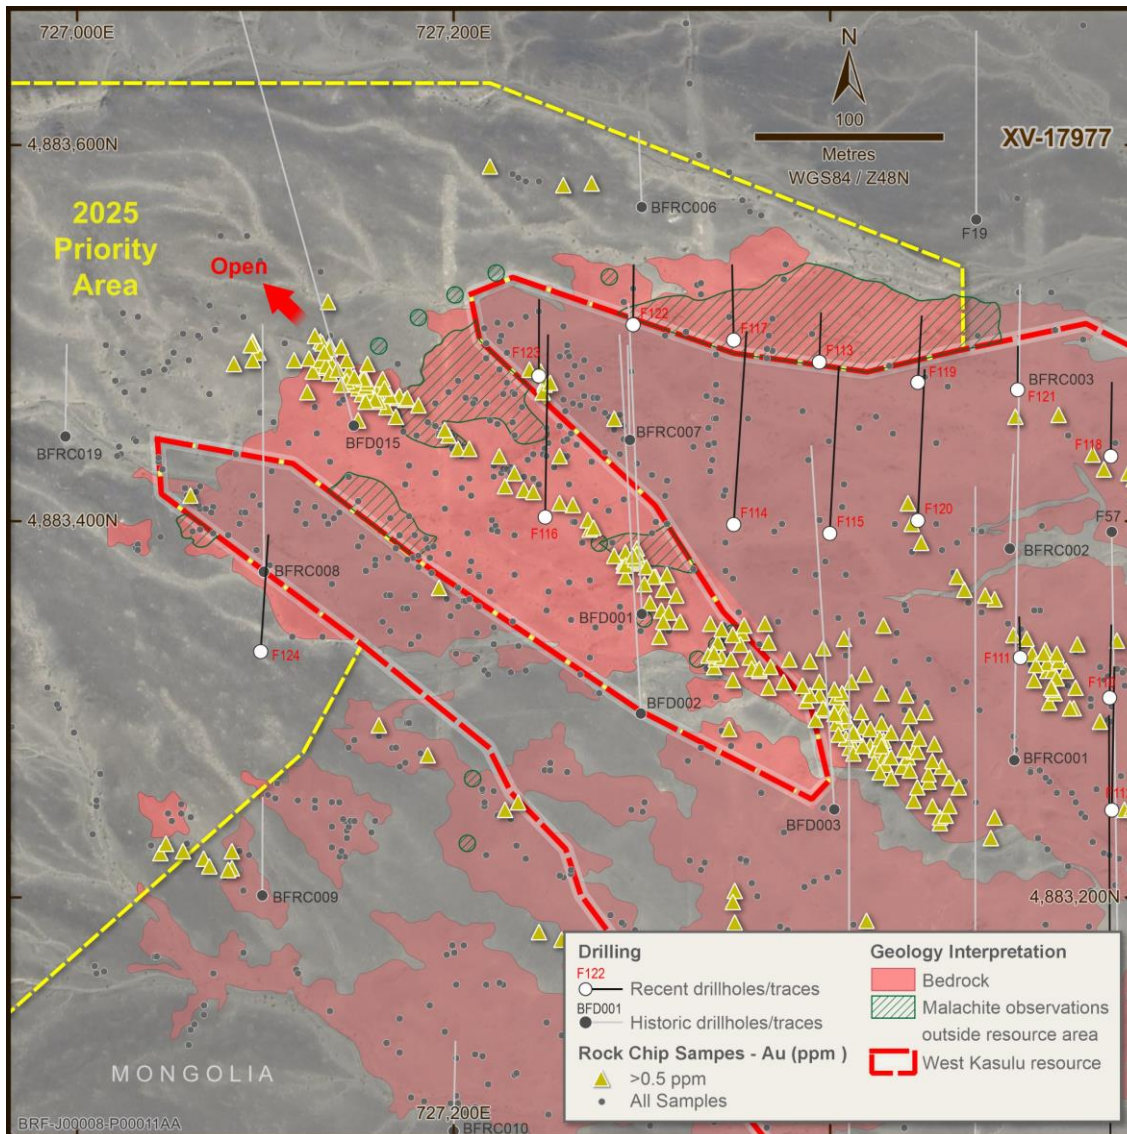 727,000E
727,200E
N
4,883,600N
100
Metres
WGS84 / Z48N
XV-17977
2025
Priority
Area
BFRC006
F19
Open
F122
F117
F113
F123
F119
BFRC003
F121
BFD015
BFRC007
BFRC019
F118
4,883,400N
F116
F114
F115
F120
F57
BFRC002
BFRC008
BFD001
F124
F111
BFD002
BFRC001
BFD003
BFRC009
4,883,200N
Drilling
F122
Recent drillholes/traces
BFD001
Historic drillholes/traces
Rock Chip Sampes - Au (ppm )
>0.5 ppm
All Samples
Geology Interpretation
Bedrock
Malachite observations
outside resource area
West Kasulu resource
MONGOLIA
727,200E
BRF-J00008-P00011AA
BFRC010